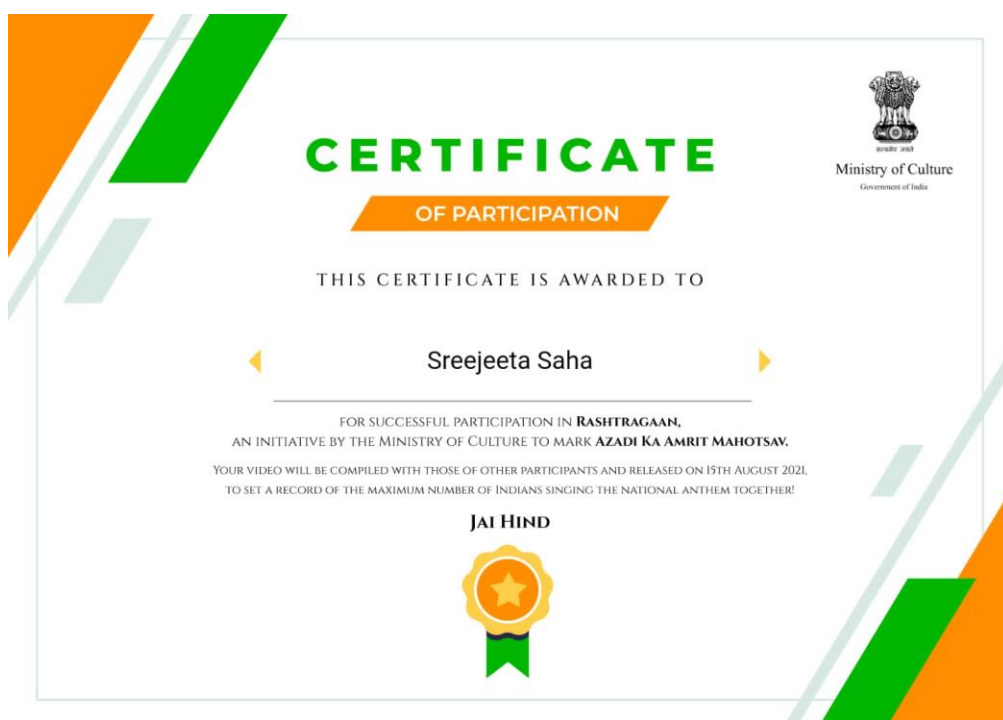 CERTIFICATE
OF PARTICIPATION
सत्यमेव जयते
Ministry of Culture
Government of India
THIS CERTIFICATE IS AWARDED TO
Sreejeeta Saha
FOR SUCCESSFUL PARTICIPATION IN RASHTRAGAAN,
AN INITIATIVE BY THE MINISTRY OF CULTURE TO MARK AZADI KA AMRIT MAHOTSAV.
YOUR VIDEO WILL BE COMPILED WITH THOSE OF OTHER PARTICIPANTS AND RELEASED ON 15TH AUGUST 2021,
TO SET A RECORD OF THE MAXIMUM NUMBER OF INDIANS SINGING THE NATIONAL ANTHEM TOGETHER!
JAI HIND